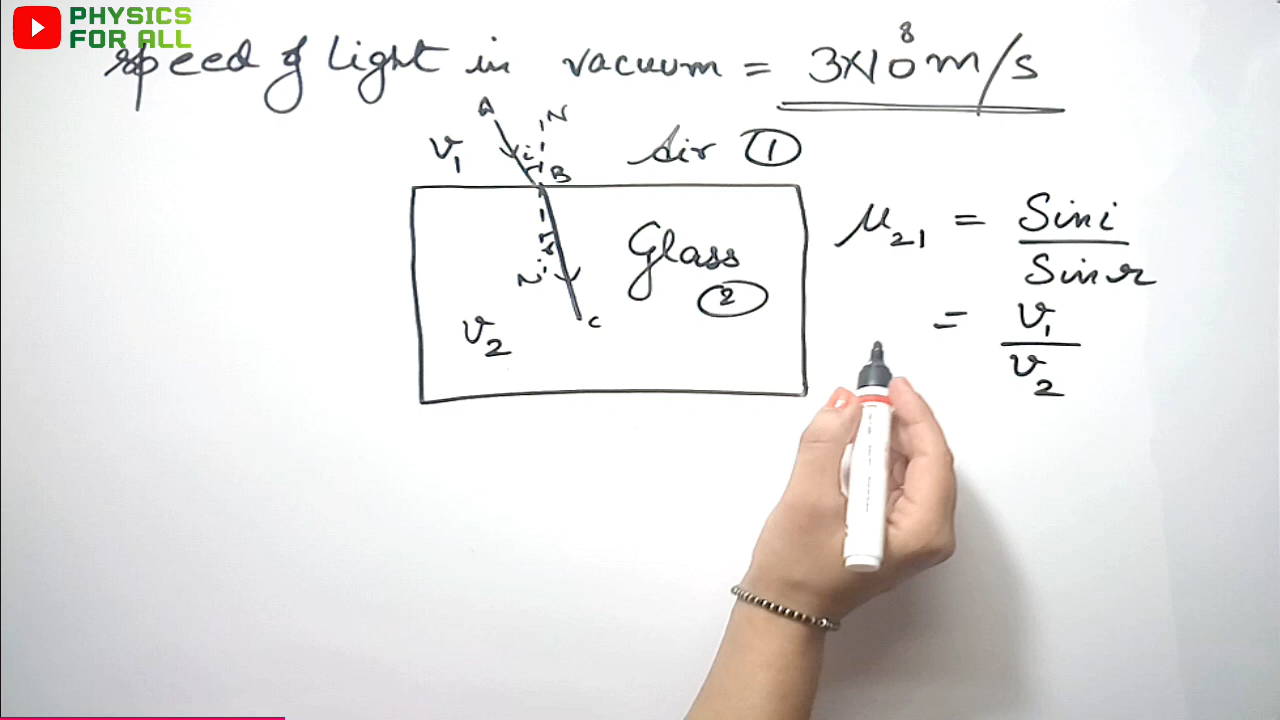 PHYSICS
FOR ALL
speed of light in vacuum = 3×10⁸ m/s
A
N
i
B
v₁
Air ①
r
N'
C
Glass
②
v₂
μ₂₁ = Sin i / Sin r
= v₁ / v₂